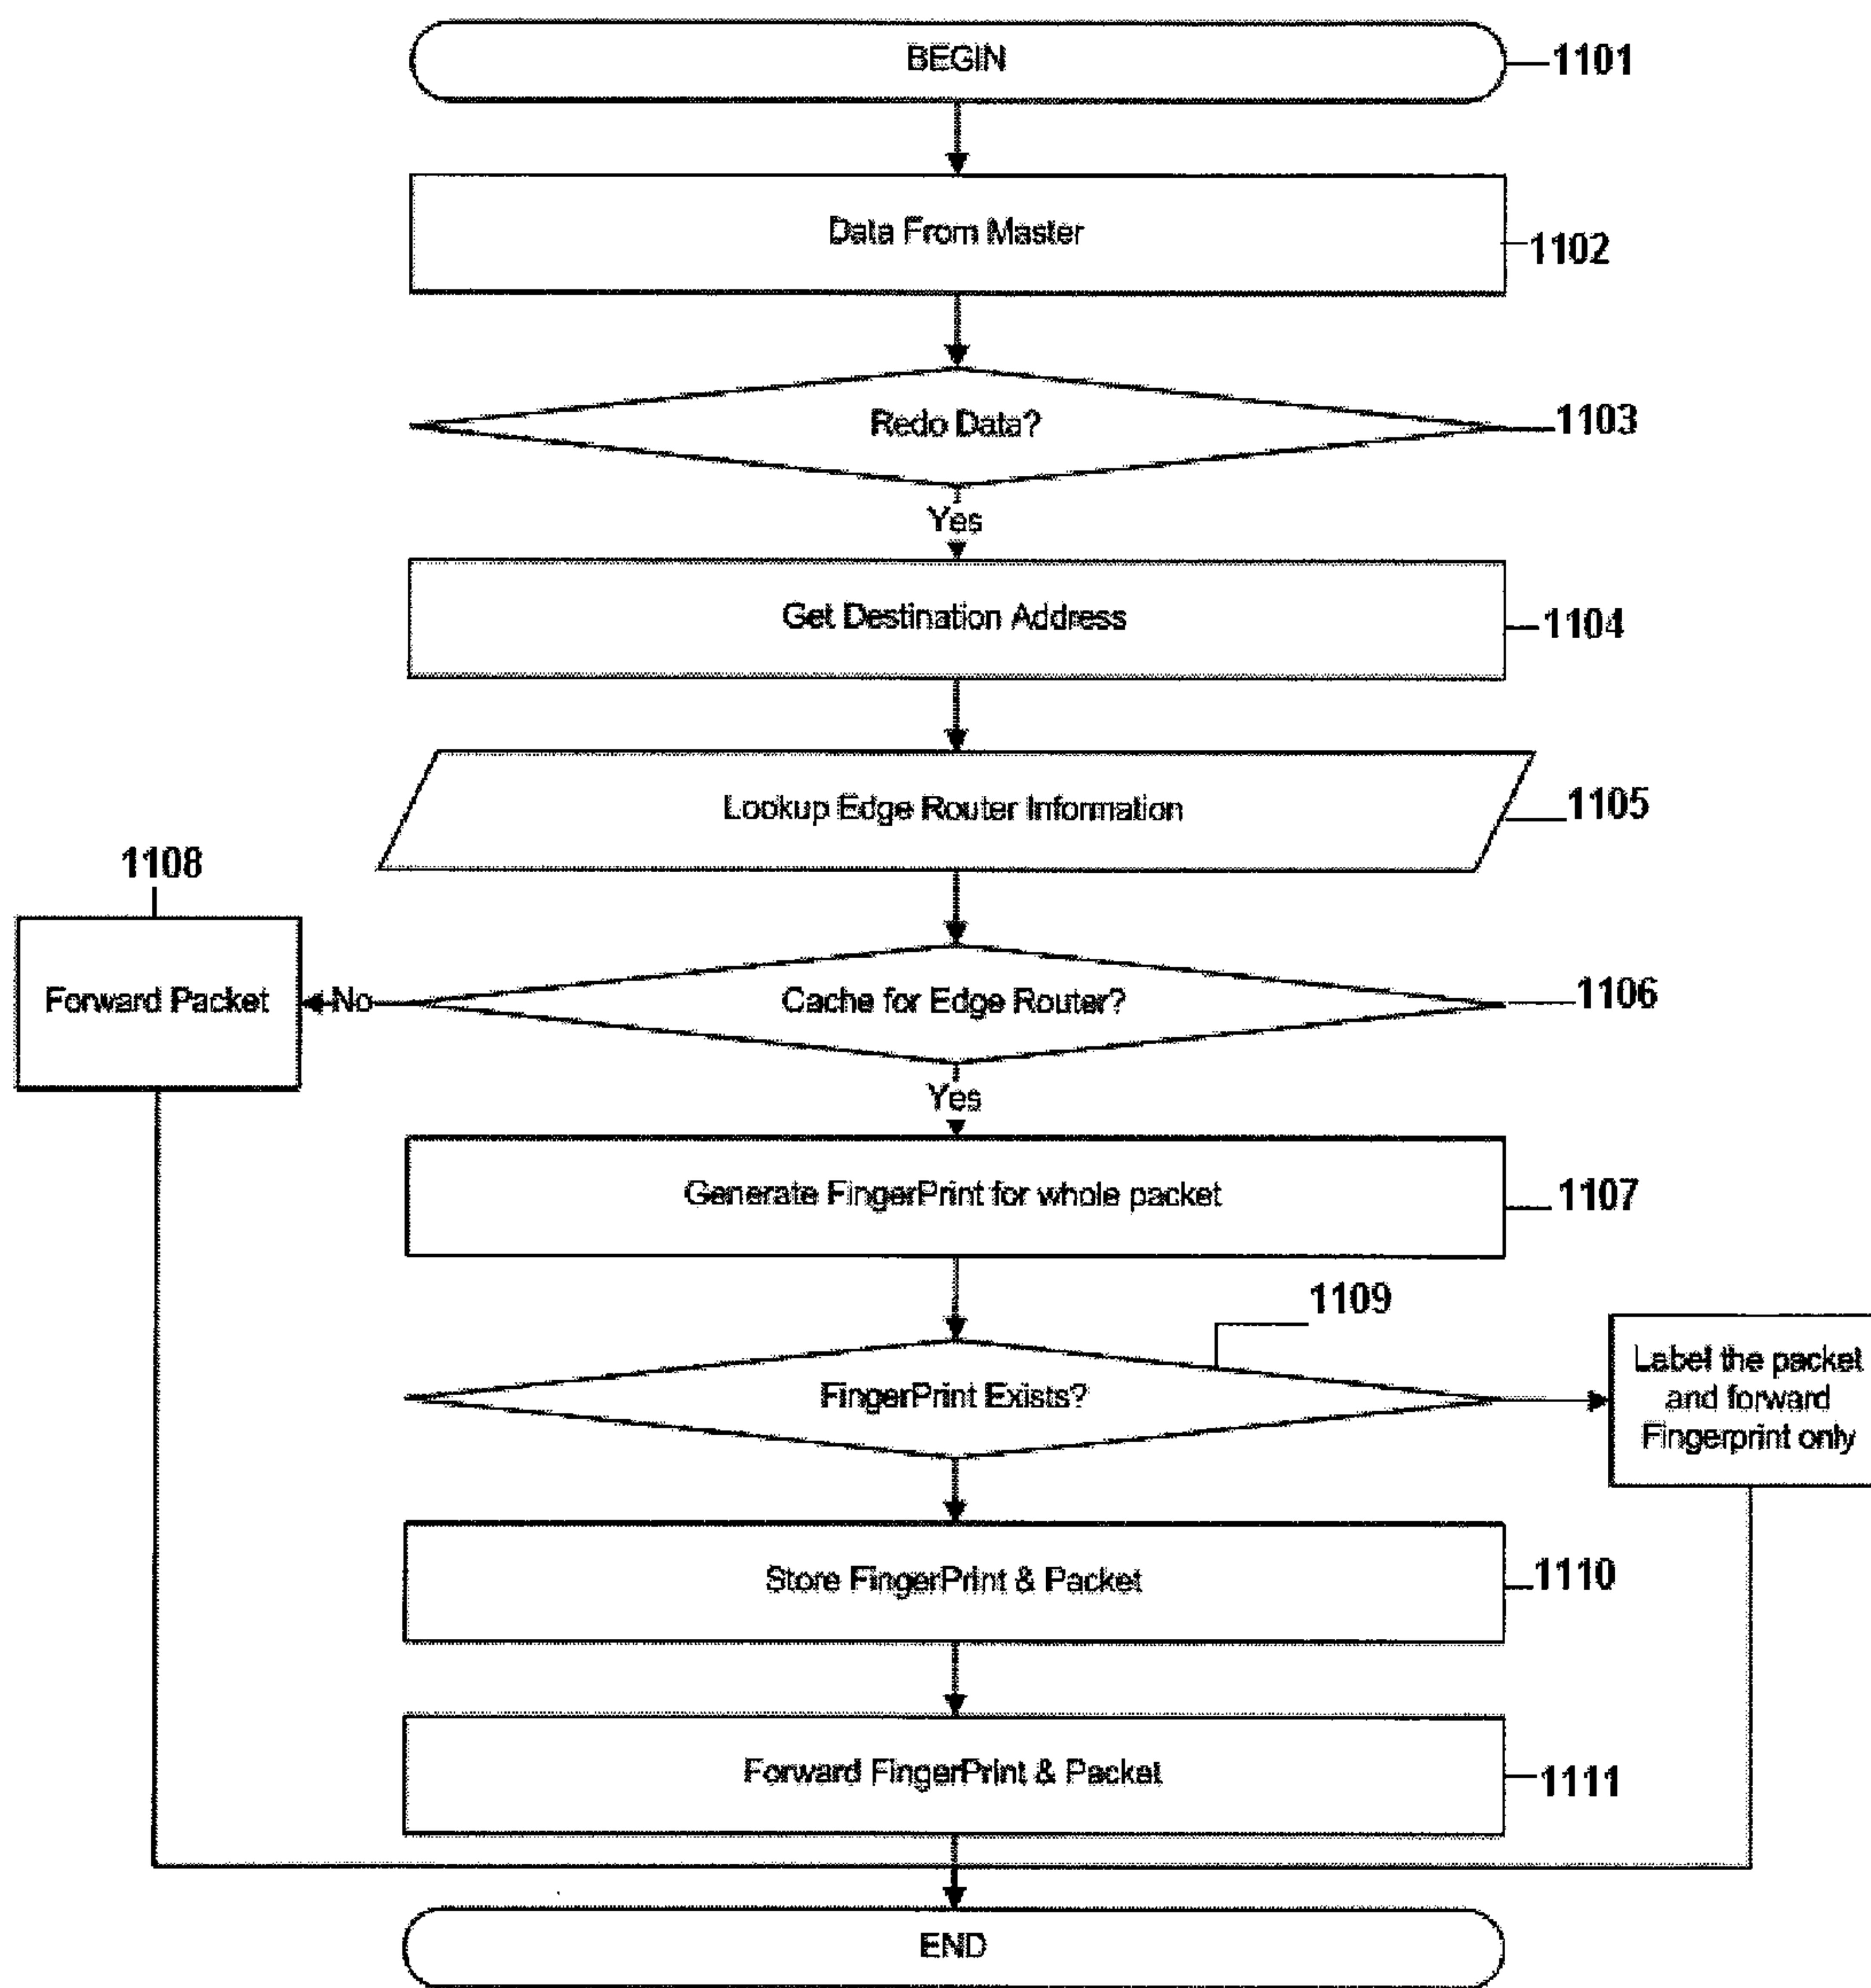 BEGIN
1101
Data From Master
1102
Redo Data?
1103
Yes
Get Destination Address
1104
Lookup Edge Router Information
1105
1108
Forward Packet
No
Cache for Edge Router?
1106
Yes
Generate FingerPrint for whole packet
1107
1109
FingerPrint Exists?
Label the packet
and forward
Fingerprint only
Store FingerPrint & Packet
1110
Forward FingerPrint & Packet
1111
END